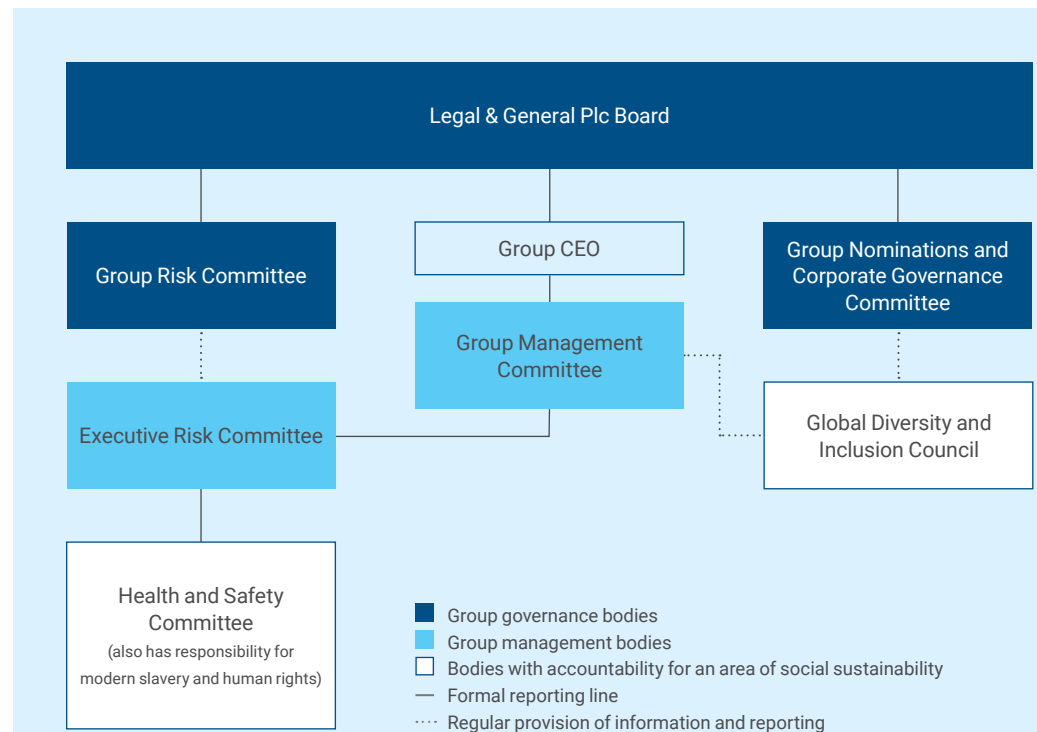 Legal & General Plc Board
Group Risk Committee
Group CEO
Group Nominations and
Corporate Governance
Committee
Group Management
Committee
Executive Risk Committee
Global Diversity and
Inclusion Council
Health and Safety
Committee
(also has responsibility for
modern slavery and human rights)
Group governance bodies
Group management bodies
Bodies with accountability for an area of social sustainability
Formal reporting line
Regular provision of information and reporting